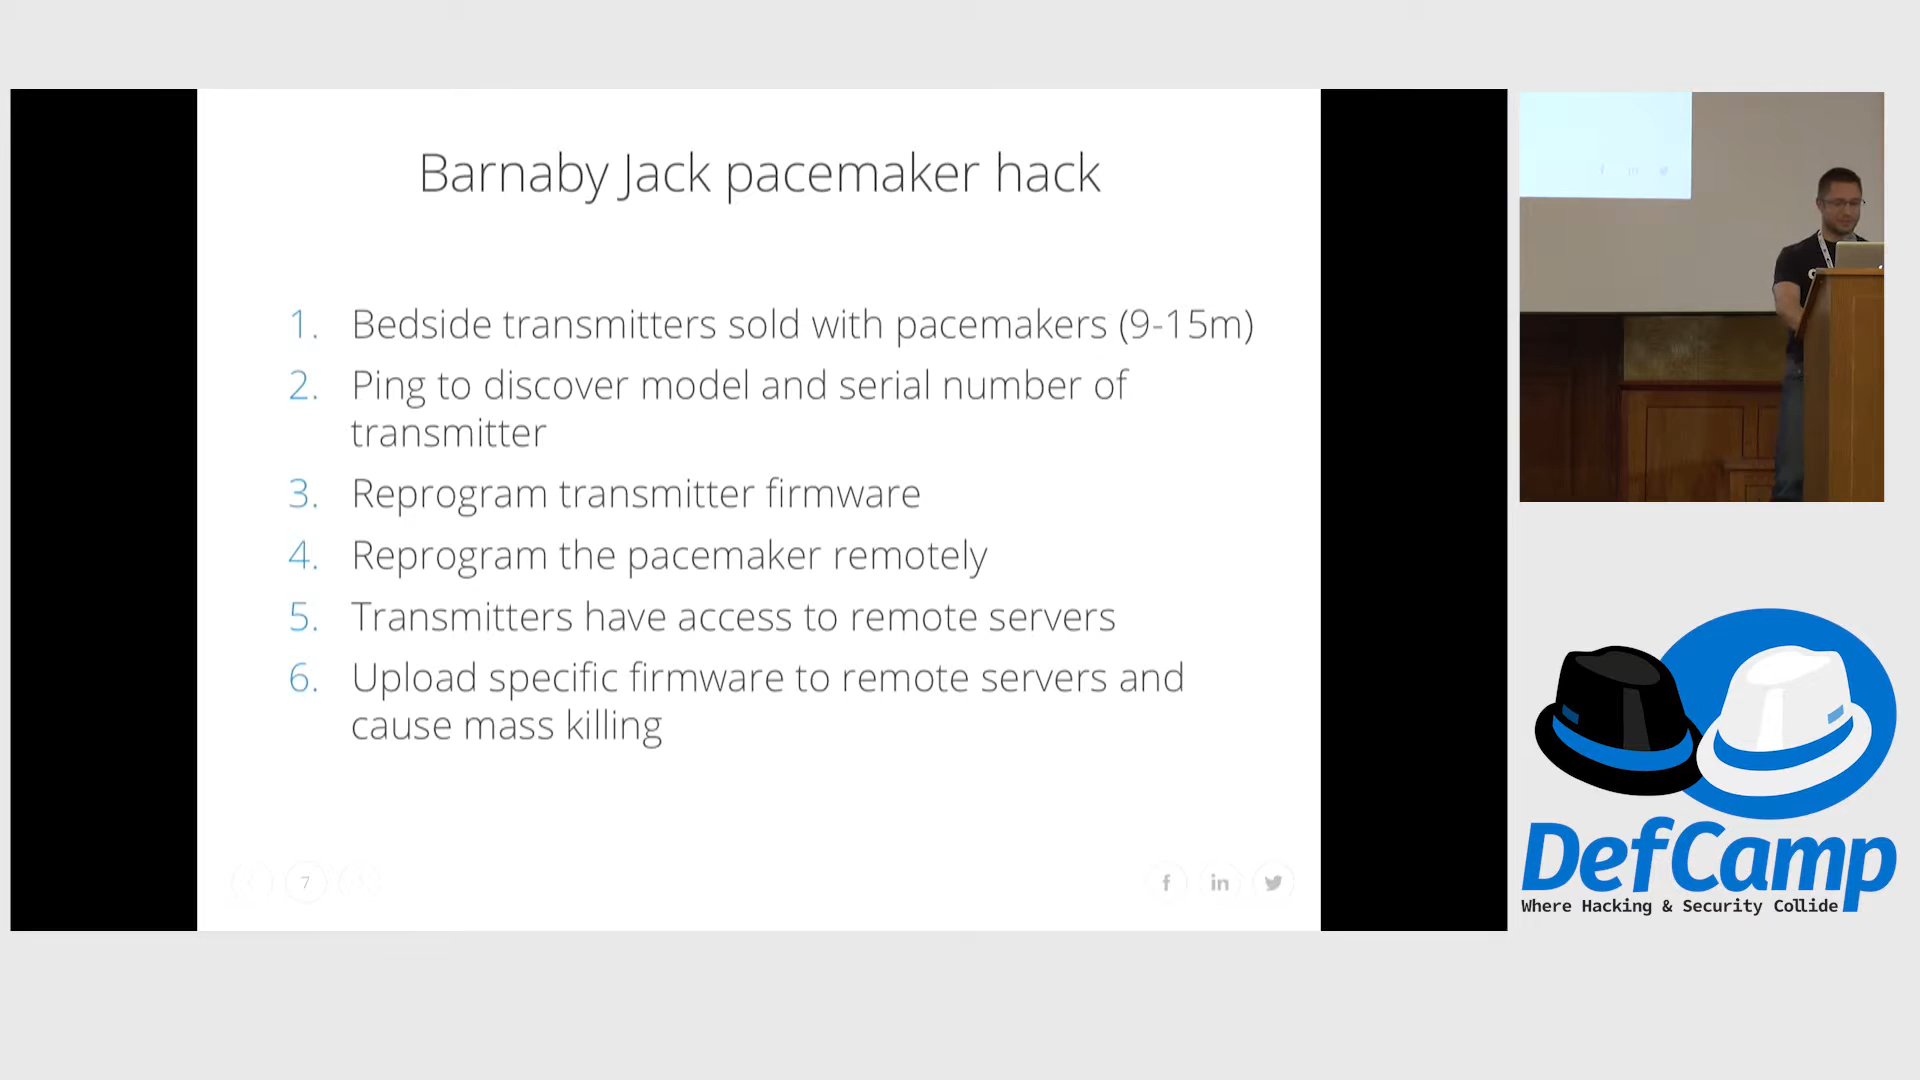 Barnaby Jack pacemaker hack
1. Bedside transmitters sold with pacemakers (9-15m)
2. Ping to discover model and serial number of
transmitter
3. Reprogram transmitter firmware
4. Reprogram the pacemaker remotely
5. Transmitters have access to remote servers
6. Upload specific firmware to remote servers and
cause mass killing
7
f in
DefCamp
Where Hacking & Security Collide